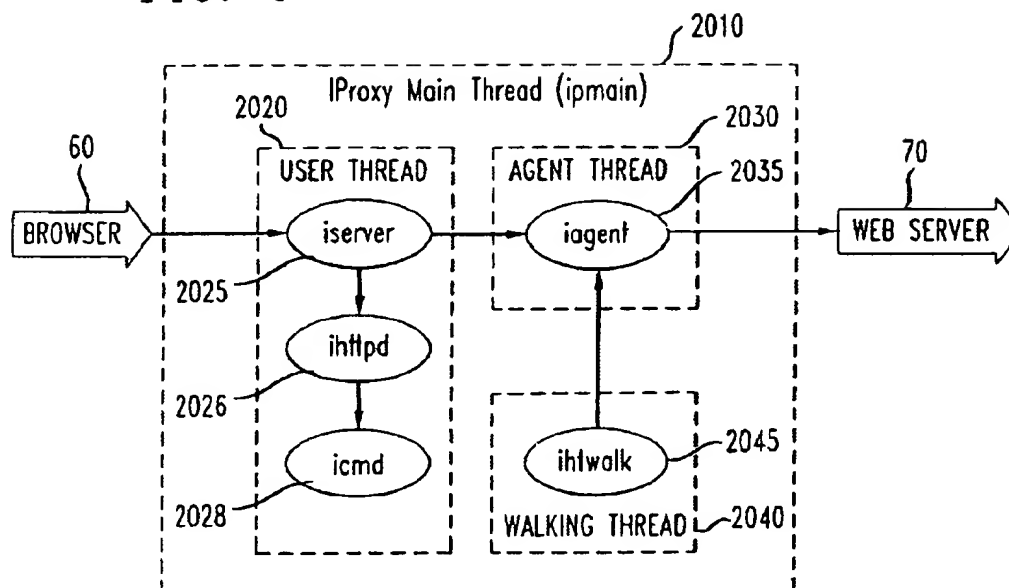 2010
IProxy Main Thread (ipmain)
2020
2030
60
USER THREAD
AGENT THREAD
2035
70
BROWSER
iserver
iagent
WEB SERVER
2025
ihttpd
2026
icmd
ihtwalk
2045
2028
WALKING THREAD
2040